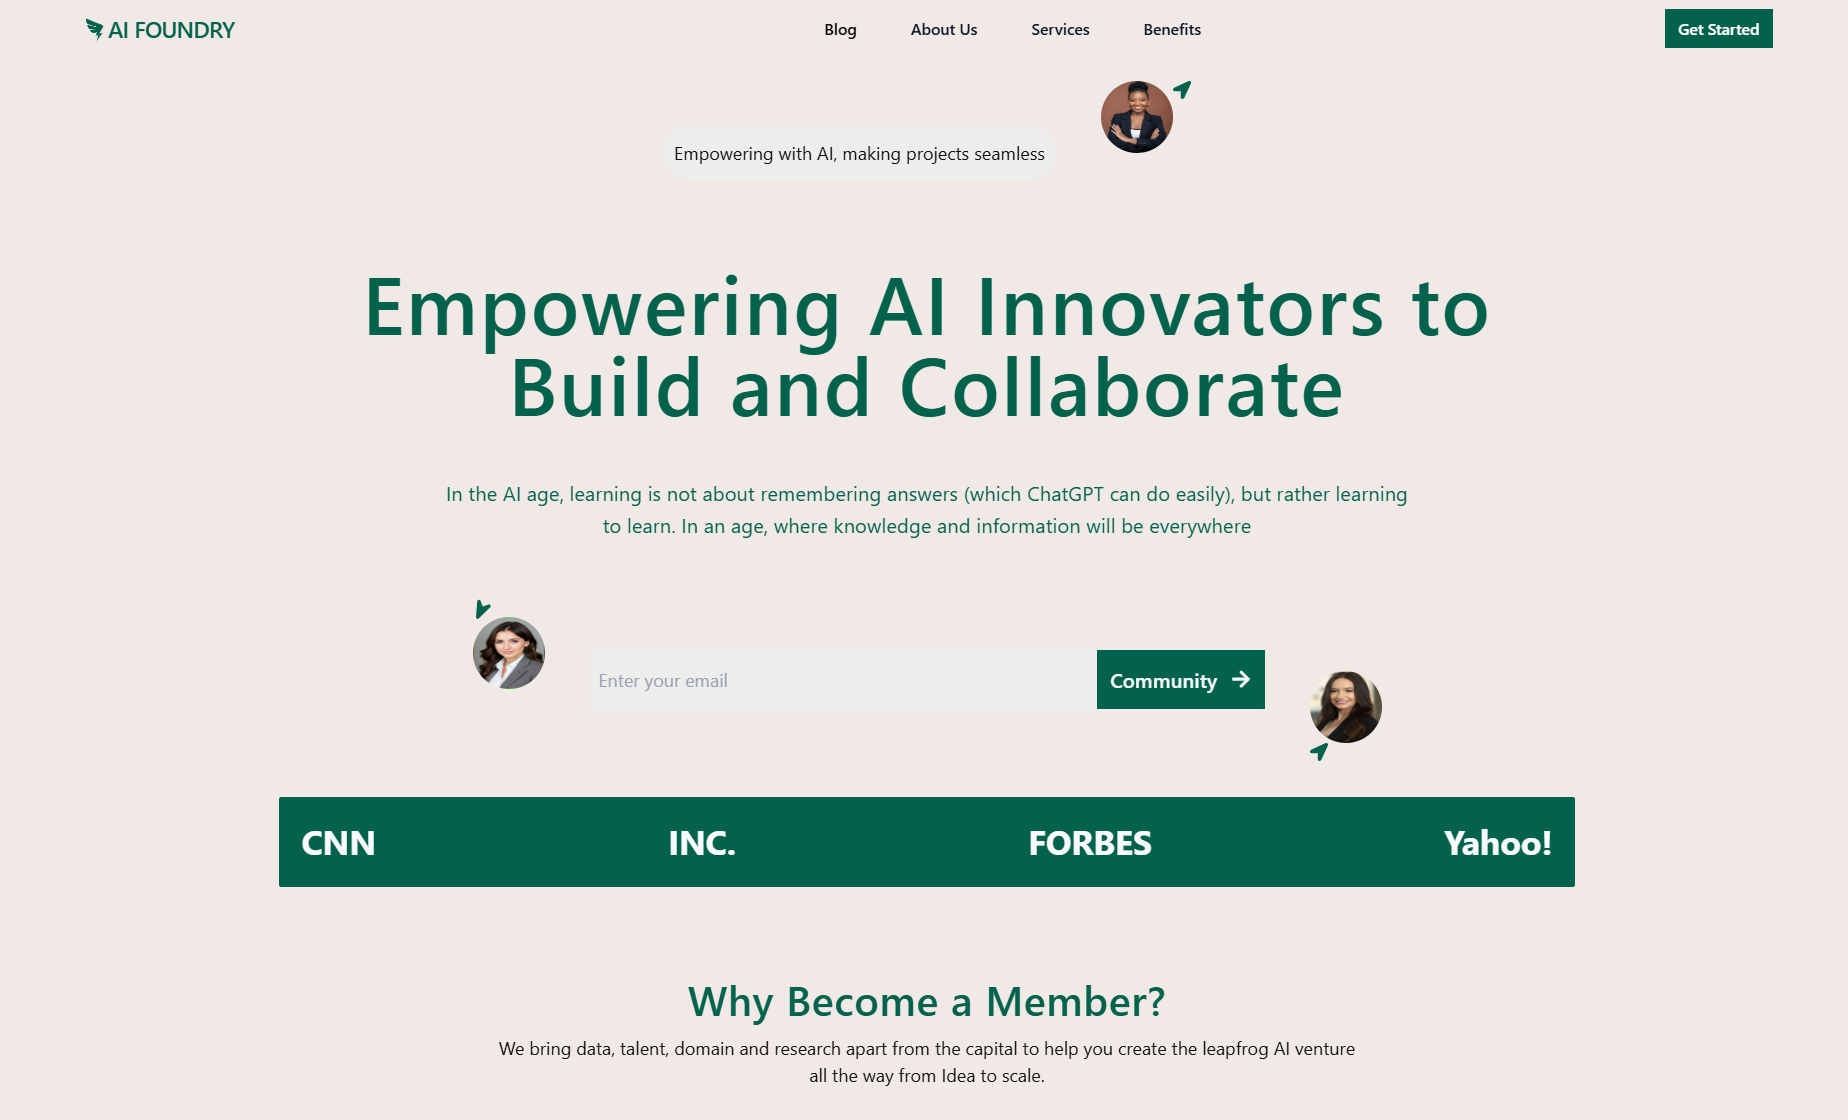 AI FOUNDRY
Blog
About Us
Services
Benefits
Get Started
Empowering with AI, making projects seamless
Empowering AI Innovators to
Build and Collaborate
In the AI age, learning is not about remembering answers (which ChatGPT can do easily), but rather learning
to learn. In an age, where knowledge and information will be everywhere
Enter your email
Community
CNN
INC.
FORBES
Yahoo!
Why Become a Member?
We bring data, talent, domain and research apart from the capital to help you create the leapfrog AI venture
all the way from Idea to scale.